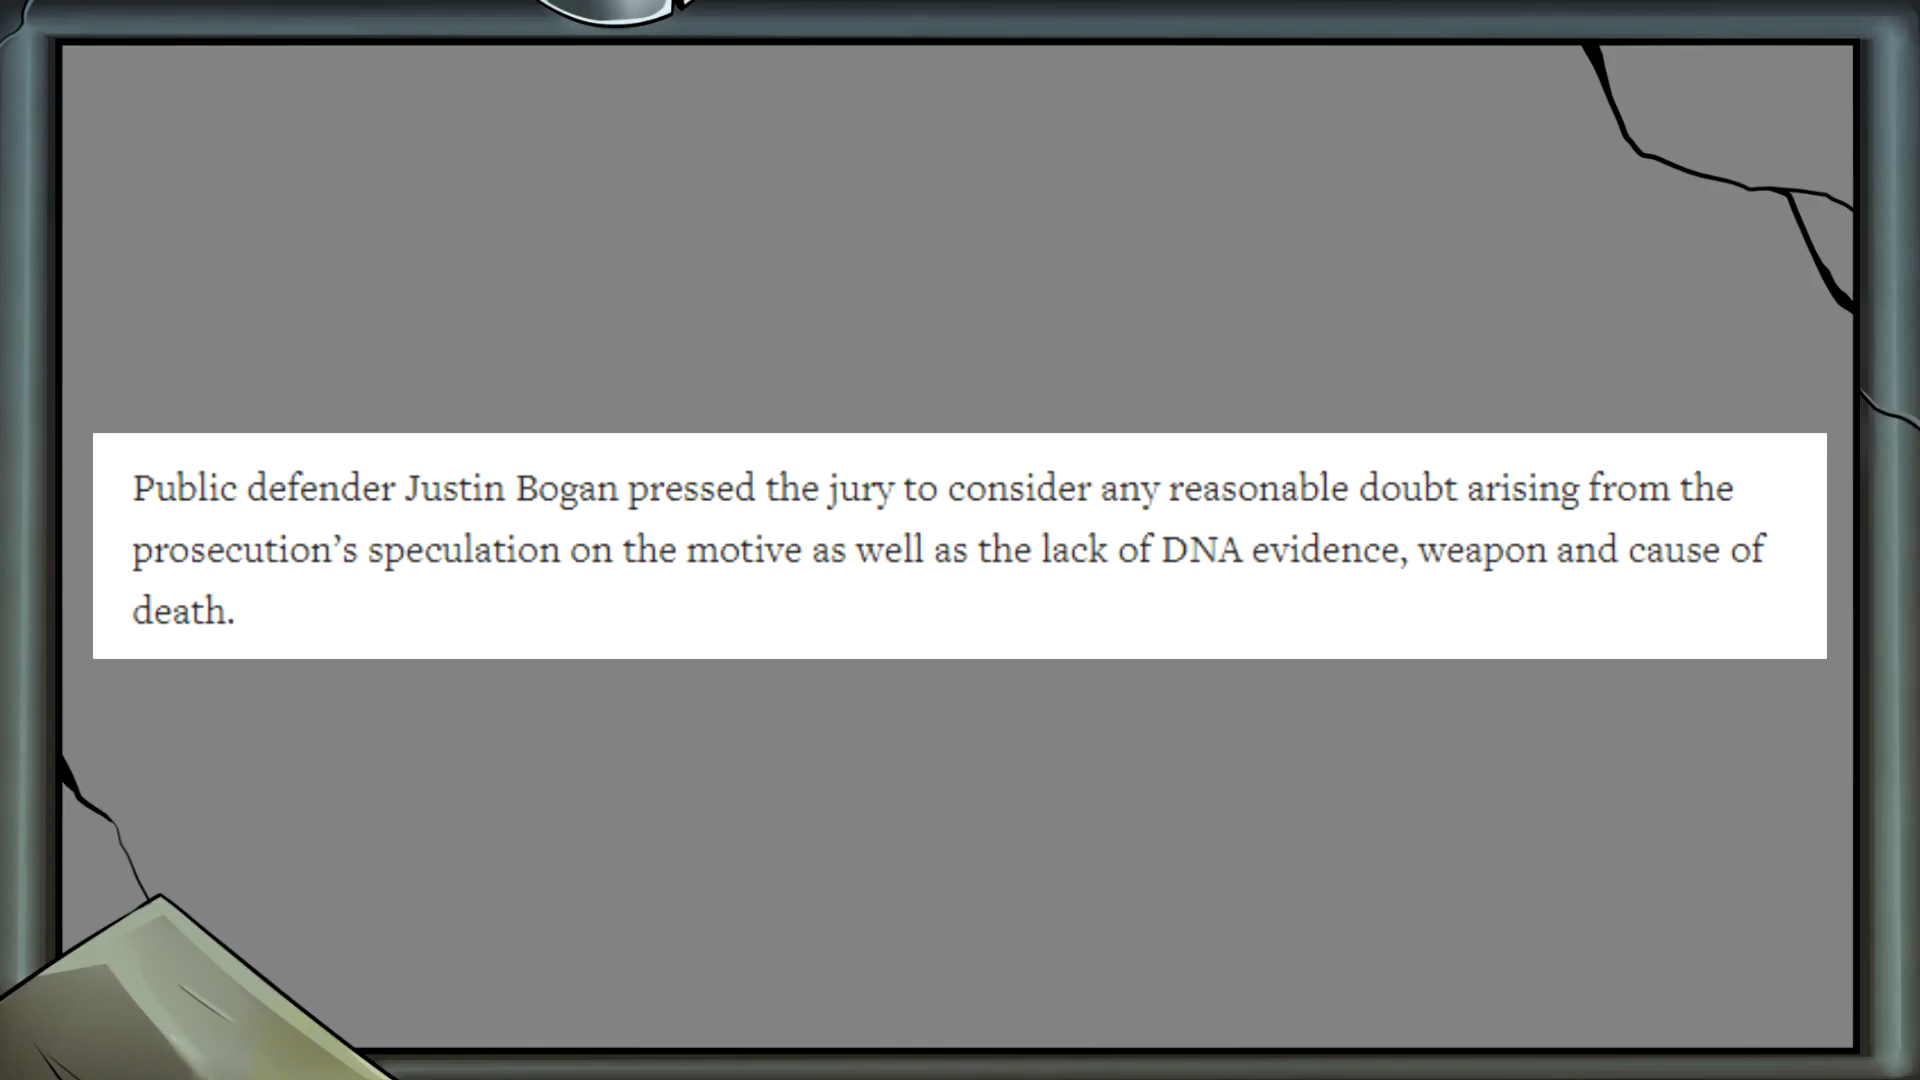 Public defender Justin Bogan pressed the jury to consider any reasonable doubt arising from the
prosecution’s speculation on the motive as well as the lack of DNA evidence, weapon and cause of
death.